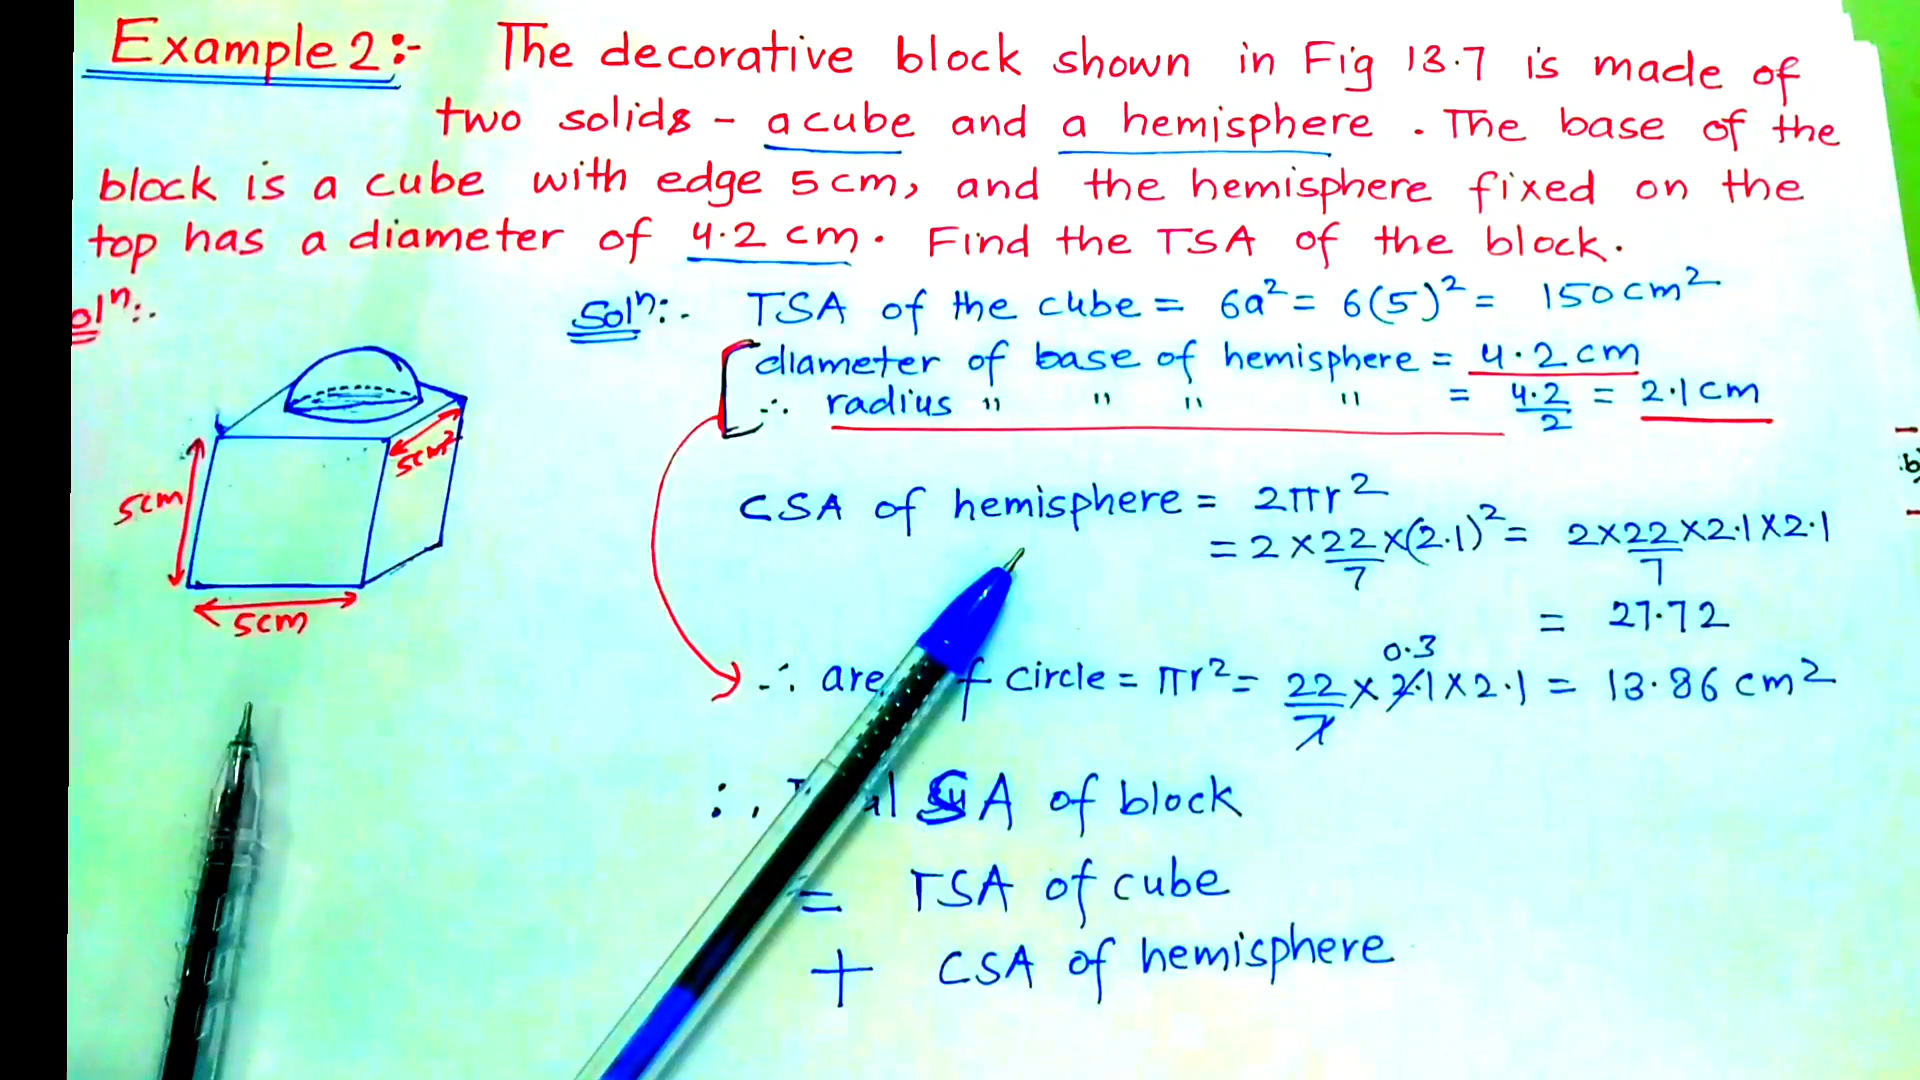 Example 2:- The decorative block shown in Fig 13.7 is made of
two solids - a cube and a hemisphere. The base of the
block is a cube with edge 5cm, and the hemisphere fixed on the
top has a diameter of 4.2 cm. Find the TSA of the block.
olⁿ:.
Solⁿ:- TSA of the cube = 6a² = 6(5)² = 150cm²
diameter of base of hemisphere = 4.2 cm
∴ radius " " " " = 4.2/2 = 2.1cm
5cm²
5cm
5cm
CSA of hemisphere = 2πr²
= 2 × 22/7 × (2.1)² = 2×22/7×2.1×2.1
= 27.72
0.3
∴ circle = πr² = 22/7 × 2.1 × 2.1 = 13.86 cm²
∴ SA of block
= TSA of cube
+ CSA of hemisphere